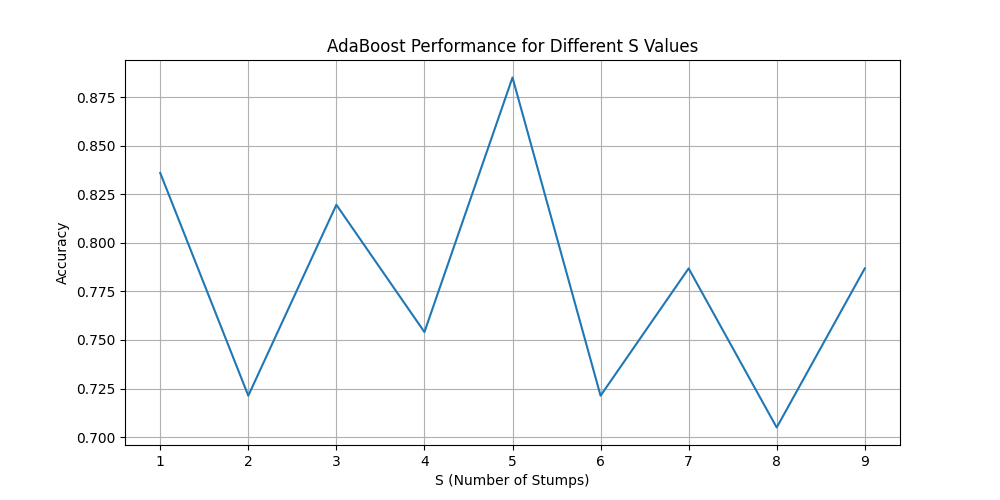 AdaBoost Performance for Different S Values
0.875
0.850
0.825
0.800
0.775
0.750
0.725
0.700
Accuracy
1 2 3 4 5 6 7 8 9
S (Number of Stumps)